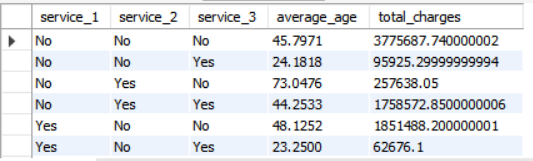 service_1 service_2 service_3 average_age total_charges
No No No 45.7971 3775687.740000002
No No Yes 24.1818 95925.29999999994
No Yes No 73.0476 257638.05
No Yes Yes 44.2533 1758572.8500000006
Yes No No 48.1252 1851488.200000001
Yes No Yes 23.2500 62676.1